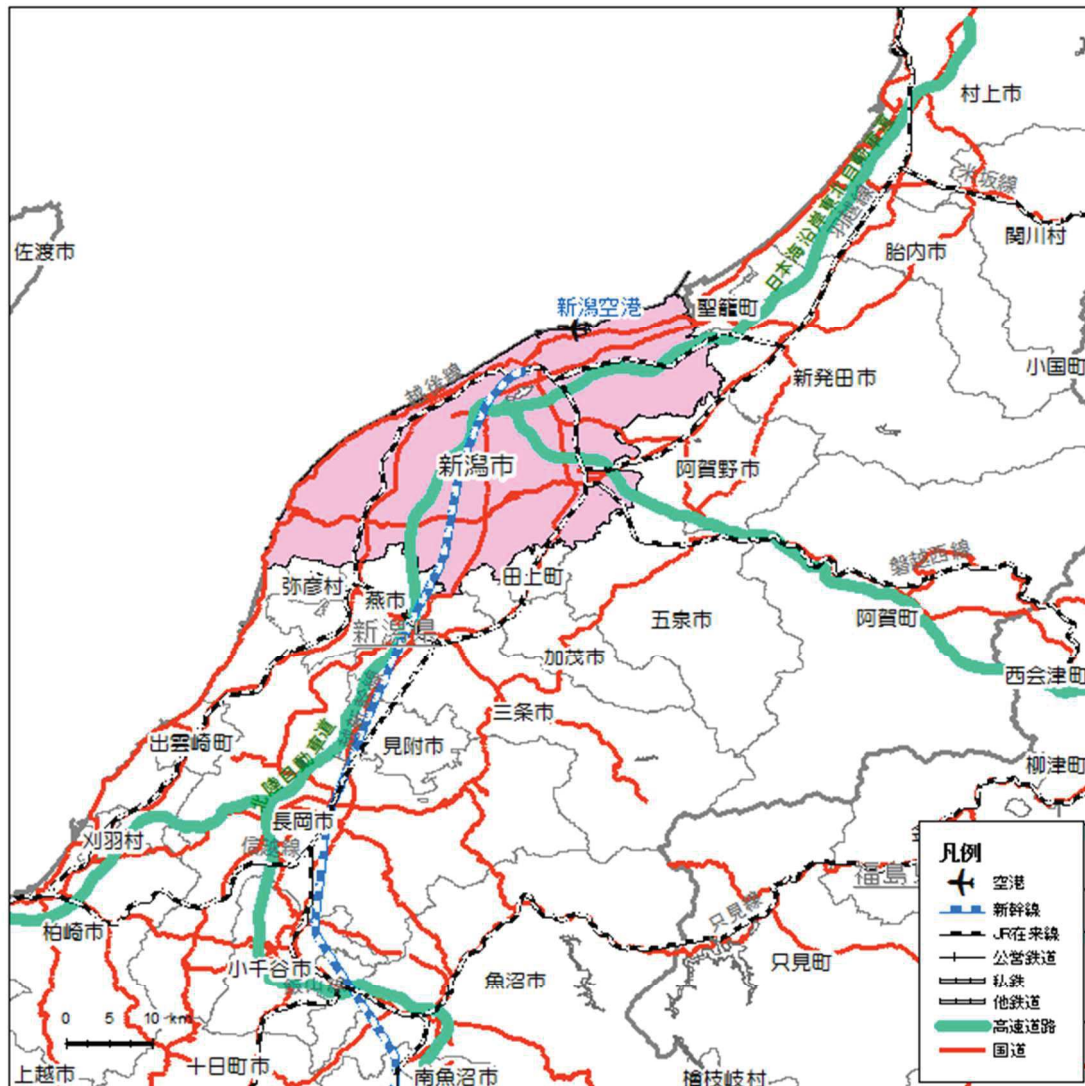 村上市
米坂線
関川村
日本海沿岸東北自動車道
羽越線
胎内市
佐渡市
新潟空港
聖籠町
小国町
越後線
新発田市
新潟市
阿賀野市
磐越西線
弥彦村
田上町
燕市
五泉市
阿賀町
新潟県
加茂市
西会津町
三条市
出雲崎町
見附市
北陸自動車道
柳津町
長岡市
刈羽村
信越線
福島
只見線
柏崎市
只見町
小千谷市
魚沼市
飯山線
0 5 10 km
上越市
十日町市
南魚沼市
檜枝岐村
凡例
空港
新幹線
JR在来線
公営鉄道
私鉄
他鉄道
高速道路
国道